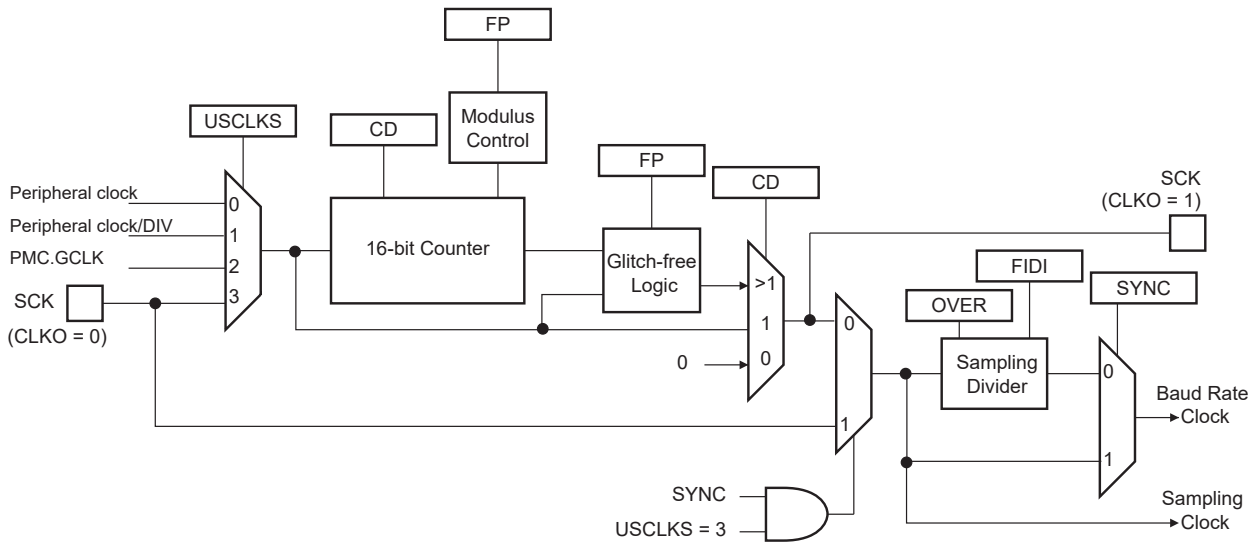 FP
USCLKS
CD
Modulus
Control
FP
CD
SCK
(CLKO = 1)
Peripheral clock
0
Peripheral clock/DIV
1
16-bit Counter
PMC.GCLK
2
Glitch-free
Logic
>1
FIDI
SCK
3
OVER
SYNC
(CLKO = 0)
1
0
0
0
Sampling
Divider
0
Baud Rate
Clock
1
1
SYNC
USCLKS = 3
Sampling
Clock